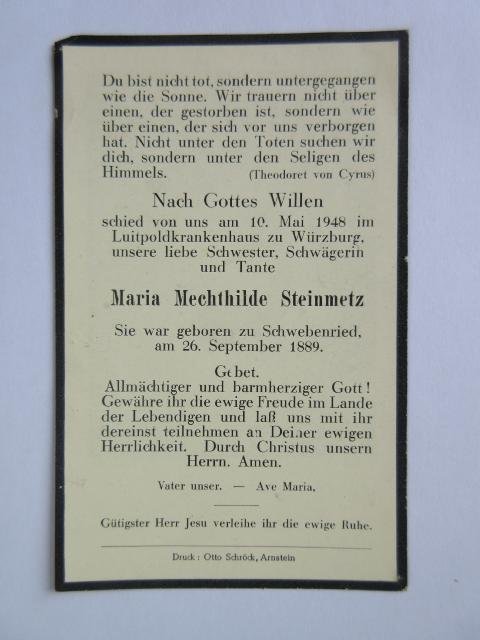 Du bist nicht tot, sondern untergegangen
wie die Sonne. Wir trauern nicht über
einen, der gestorben ist, sondern wie
über einen, der sich vor uns verborgen
hat. Nicht unter den Toten suchen wir
dich, sondern unter den Seligen des
Himmels. (Theodoret von Cyrus)
Nach Gottes Willen
schied von uns am 10. Mai 1948 im
Luitpoldkrankenhaus zu Würzburg,
unsere liebe Schwester, Schwägerin
und Tante
Maria Mechthilde Steinmetz
Sie war geboren zu Schwebenried,
am 26. September 1889.
Gebet.
Allmächtiger und barmherziger Gott!
Gewähre ihr die ewige Freude im Lande
der Lebendigen und laß uns mit ihr
dereinst teilnehmen an Deiner ewigen
Herrlichkeit. Durch Christus unsern
Herrn. Amen.
Vater unser. — Ave Maria,
Gütigster Herr Jesu verleihe ihr die ewige Ruhe.
Druck: Otto Schröck, Arnstein